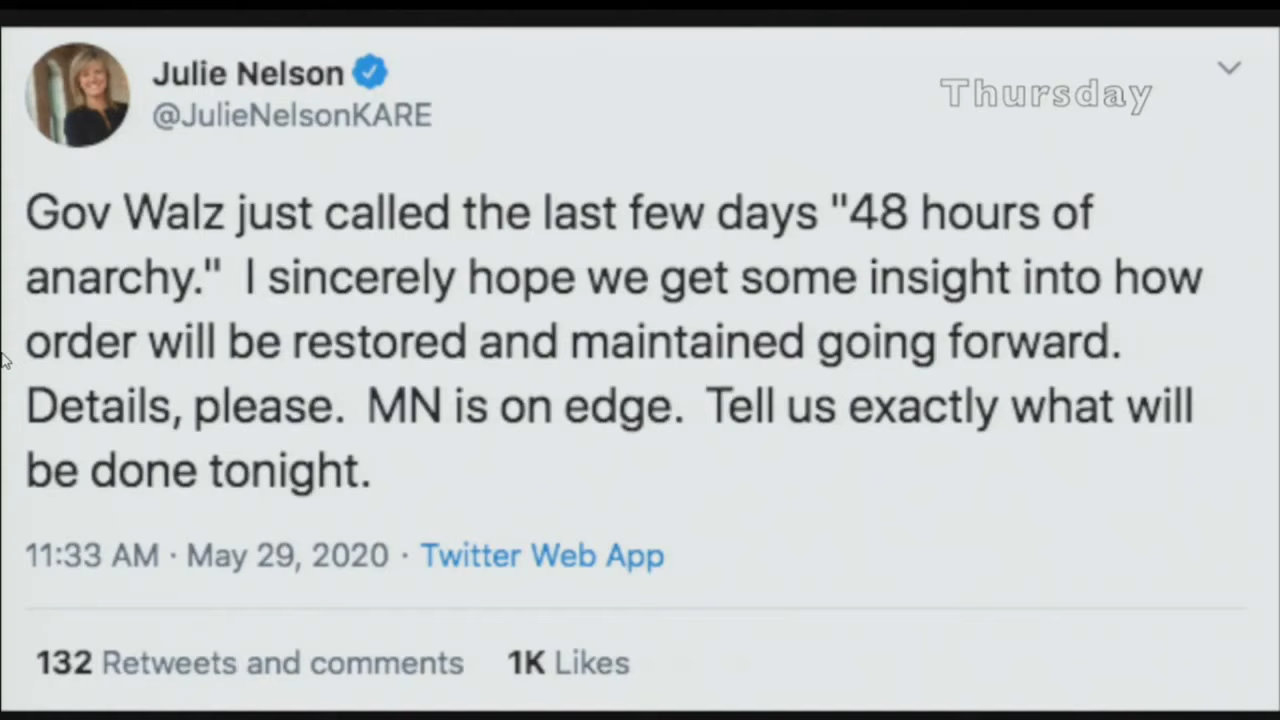 Julie Nelson
Thursday
@JulieNelsonKARE
Gov Walz just called the last few days "48 hours of
anarchy."  I sincerely hope we get some insight into how
order will be restored and maintained going forward.
Details, please.  MN is on edge.  Tell us exactly what will
be done tonight.
11:33 AM · May 29, 2020 · Twitter Web App
132 Retweets and comments 1K Likes